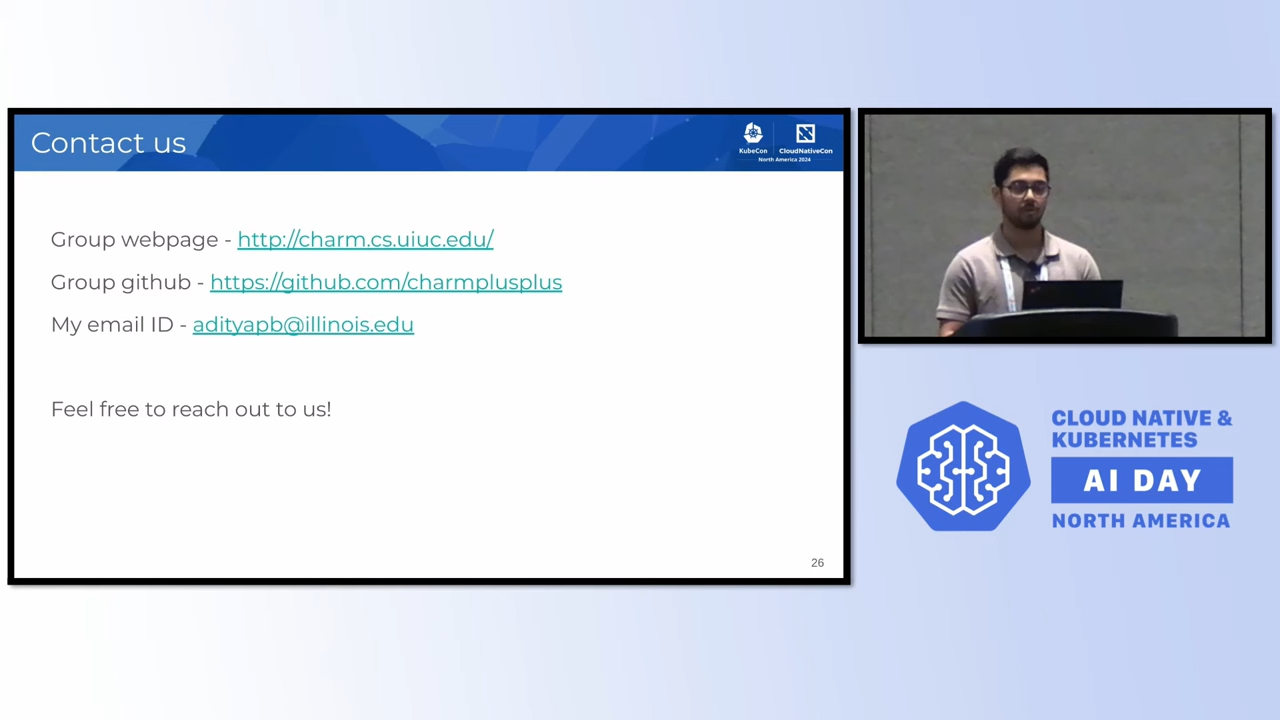 Contact us
KubeCon
CloudNativeCon
North America 2024
Group webpage - http://charm.cs.uiuc.edu/
Group github - https://github.com/charmplusplus
My email ID - adityapb@illinois.edu
Feel free to reach out to us!
26
CLOUD NATIVE &
KUBERNETES
AI DAY
NORTH AMERICA